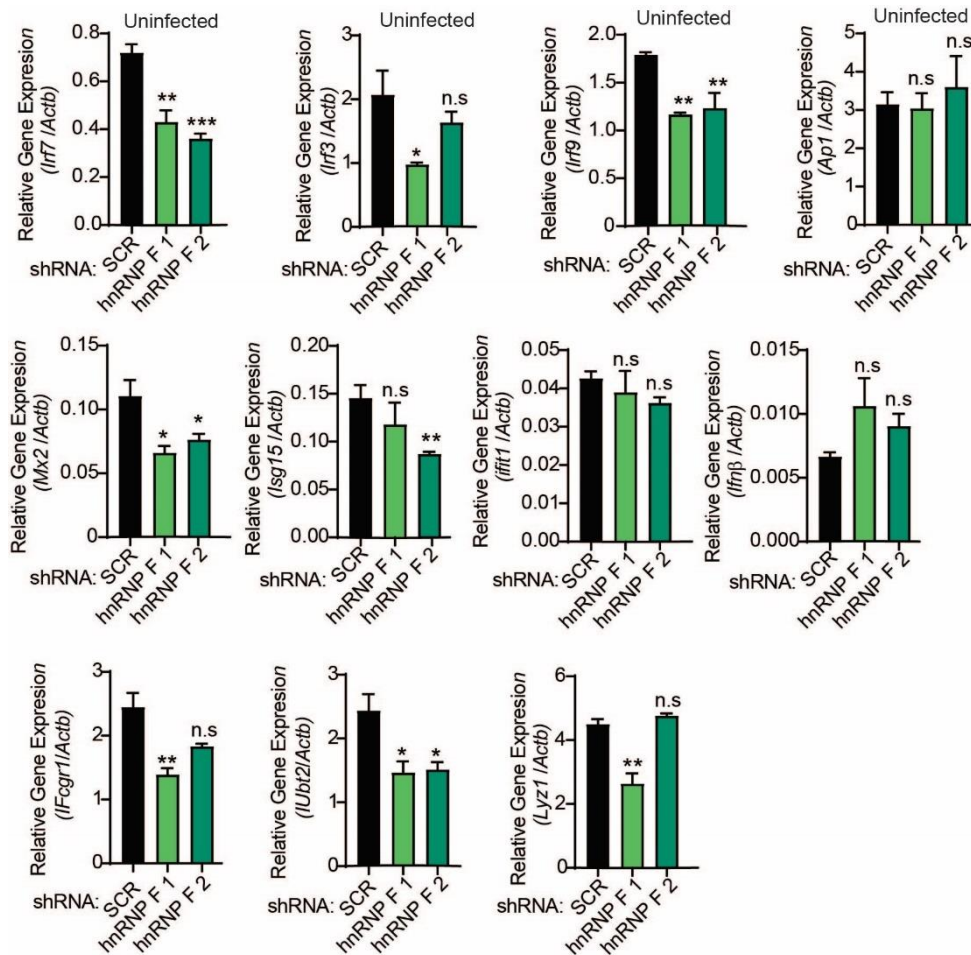 Uninfected
Relative Gene Expresion
(Irf7 /Actb)
0.8
0.6
0.4
0.2
0.0
**
***
shRNA:
SCR
hnRNP F 1
hnRNP F 2
Relative Gene Expresion
(Irf3 /Actb)
3
2
1
0
*
n.s
shRNA:
SCR
hnRNP F 1
hnRNP F 2
Uninfected
Relative Gene Expresion
(Irf9 /Actb)
2.0
1.5
1.0
0.5
0.0
**
**
shRNA:
SCR
hnRNP F 1
hnRNP F 2
Uninfected
Relative Gene Expresion
(Ap1 /Actb)
5
4
3
2
1
0
n.s
n.s
shRNA:
SCR
hnRNP F 1
hnRNP F 2
Relative Gene Expresion
(Mx2 /Actb)
0.15
0.10
0.05
0
*
*
shRNA:
SCR
hnRNP F 1
hnRNP F 2
Relative Gene Expresion
(Isg15 /Actb)
0.20
0.15
0.10
0.05
0.00
n.s
**
shRNA:
SCR
hnRNP F 1
hnRNP F 2
Relative Gene Expresion
(ifit1 /Actb)
0.05
0.04
0.03
0.02
0.01
0.00
n.s
n.s
shRNA:
SCR
hnRNP F 1
hnRNP F 2
Relative Gene Expresion
(Ifnβ /Actb)
0.015
0.010
0.005
0.000
n.s
n.s
shRNA:
SCR
hnRNP F 1
hnRNP F 2
Relative Gene Expresion
(IFcgr1/Actb)
3
2
1
0
**
n.s
shRNA:
SCR
hnRNP F 1
hnRNP F 2
Relative Gene Expresion
(IUbt2/Actb)
3
2
1
0
*
*
shRNA:
SCR
hnRNP F 1
hnRNP F 2
Relative Gene Expresion
(Lyz1 /Actb)
6
4
2
0
**
n.s
shRNA:
SCR
hnRNP F 1
hnRNP F 2